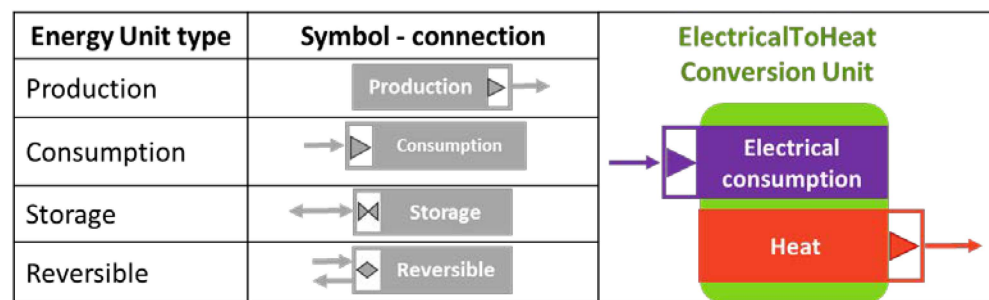 Energy Unit type
Symbol - connection
ElectricalToHeat
Conversion Unit
Production
Production
Consumption
Consumption
Storage
Storage
Reversible
Reversible
Electrical
consumption
Heat